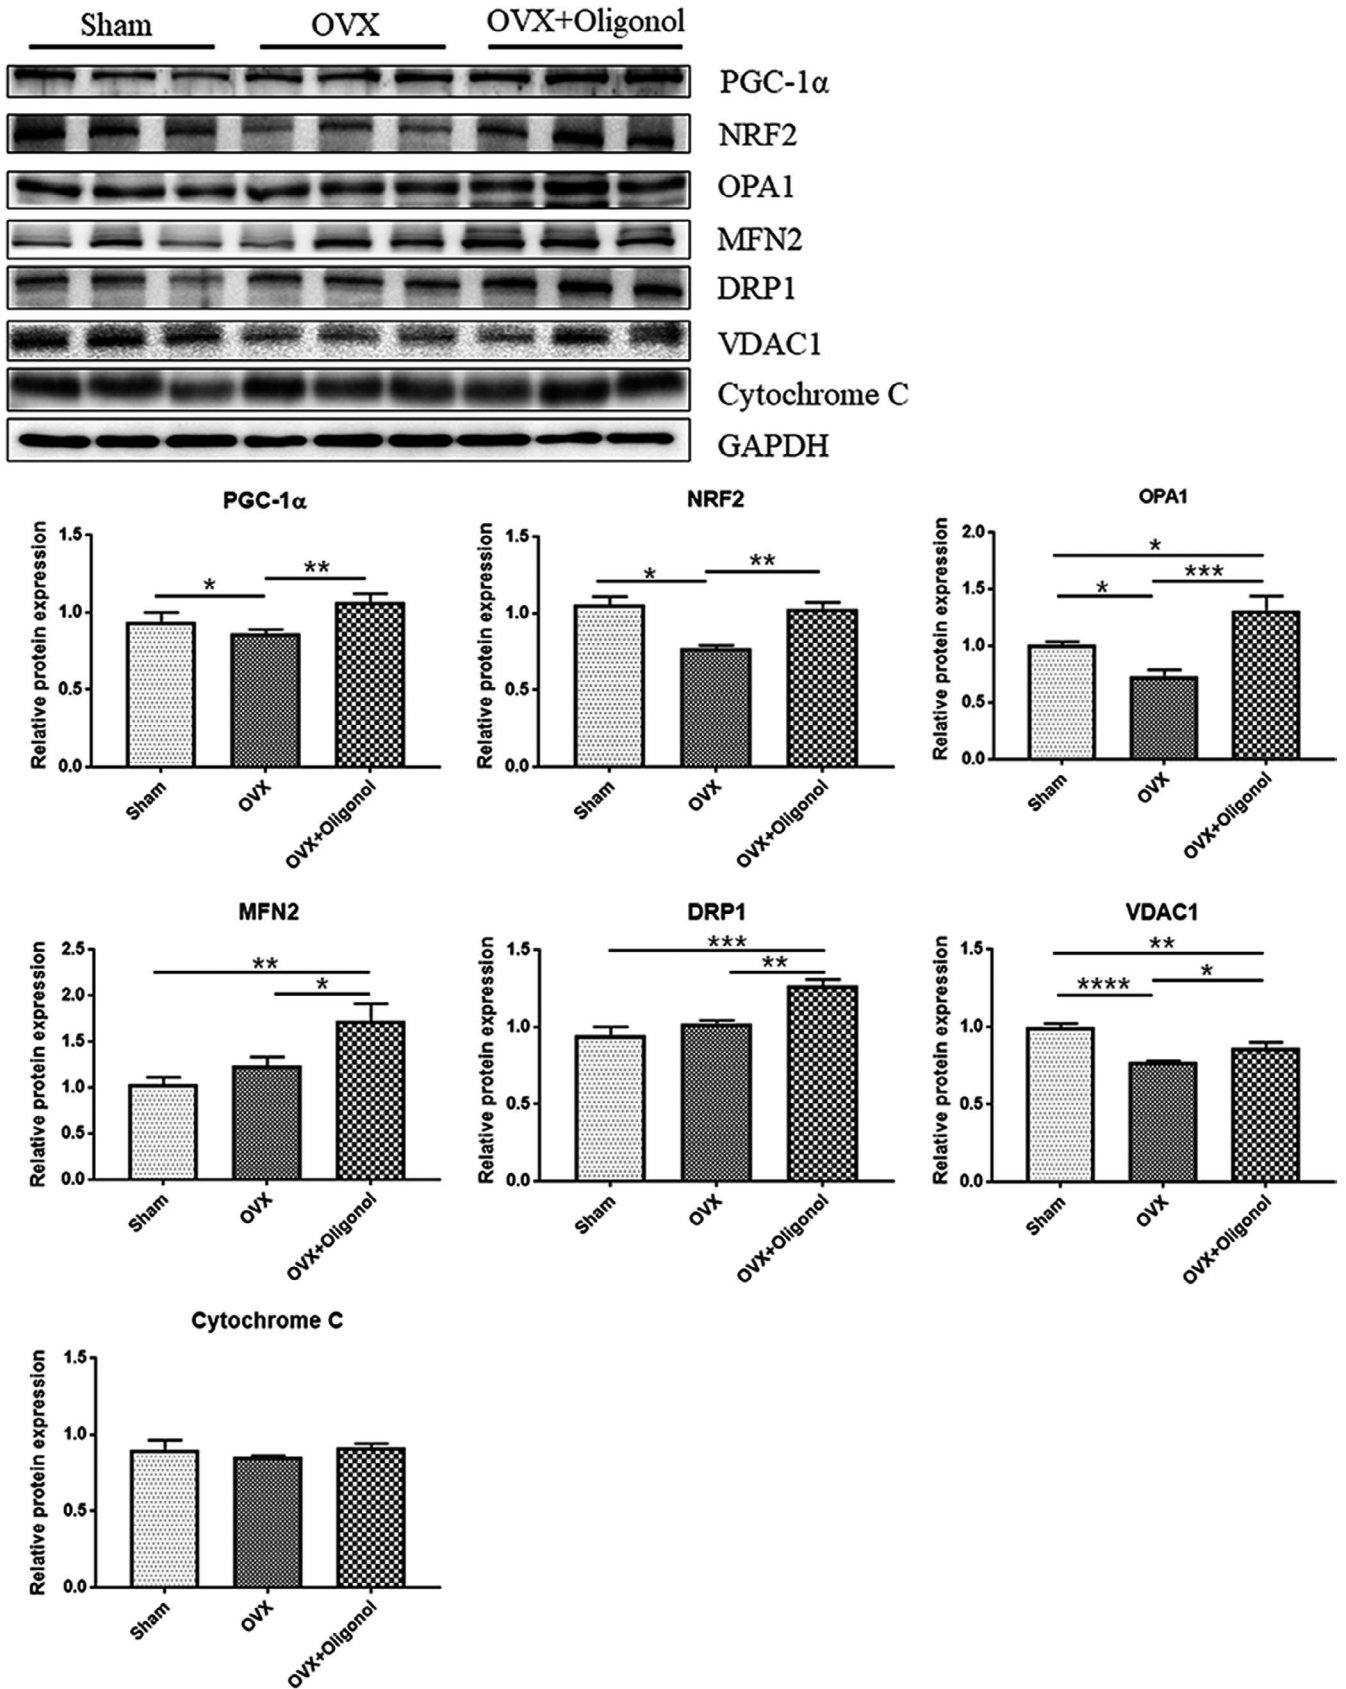 Sham OVX OVX+Oligonol
PGC-1α
NRF2
OPA1
MFN2
DRP1
VDAC1
Cytochrome C
GAPDH
PGC-1α
Relative protein expression
1.5
1.0
0.5
0.0
*
**
Sham
OVX
OVX+Oligonol
NRF2
Relative protein expression
1.5
1.0
0.5
0.0
*
**
Sham
OVX
OVX+Oligonol
OPA1
Relative protein expression
2.0
1.5
1.0
0.5
0.0
*
*
***
Sham
OVX
OVX+Oligonol
MFN2
Relative protein expression
2.5
2.0
1.5
1.0
0.5
0.0
**
*
Sham
OVX
OVX+Oligonol
DRP1
Relative protein expression
1.5
1.0
0.5
0.0
***
**
Sham
OVX
OVX+Oligonol
VDAC1
Relative protein expression
1.5
1.0
0.5
0.0
**
****
*
Sham
OVX
OVX+Oligonol
Cytochrome C
Relative protein expression
1.5
1.0
0.5
0.0
Sham
OVX
OVX+Oligonol